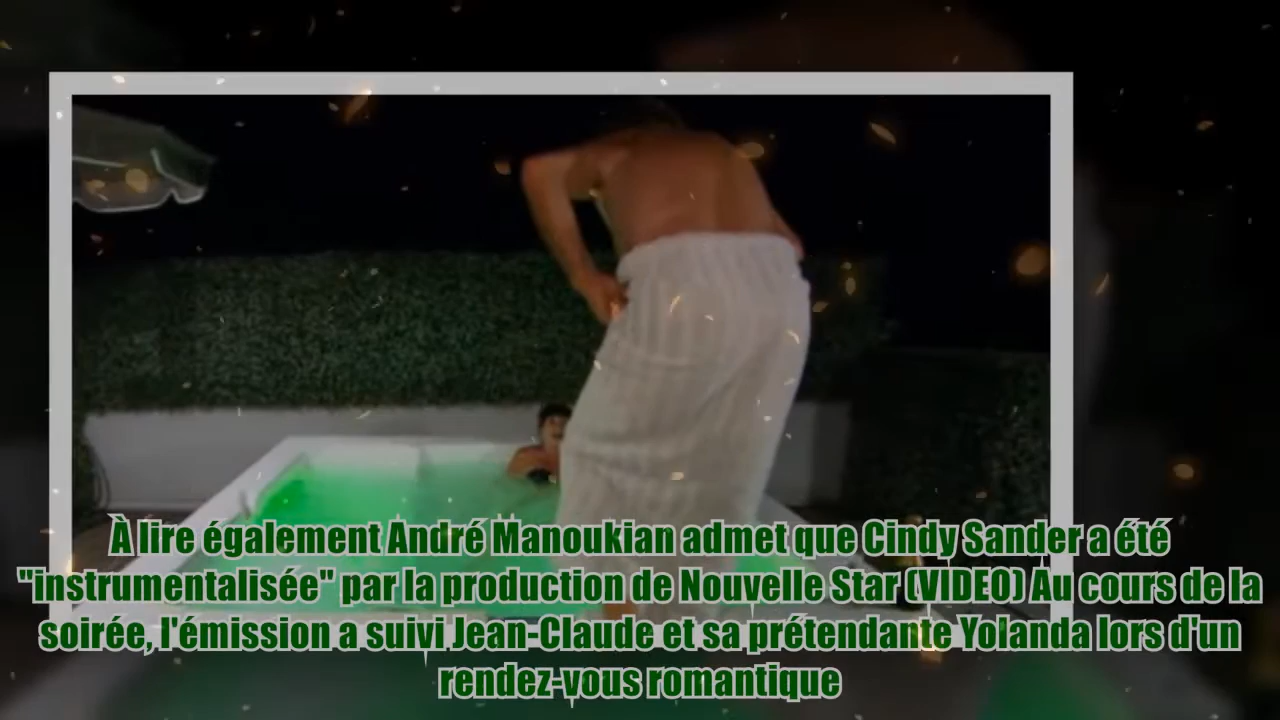 À lire également André Manoukian admet que Cindy Sander a été
"instrumentalisée" par la production de Nouvelle Star (VIDEO) Au cours de la
soirée, l'émission a suivi Jean-Claude et sa prétendante Yolanda lors d'un
rendez-vous romantique